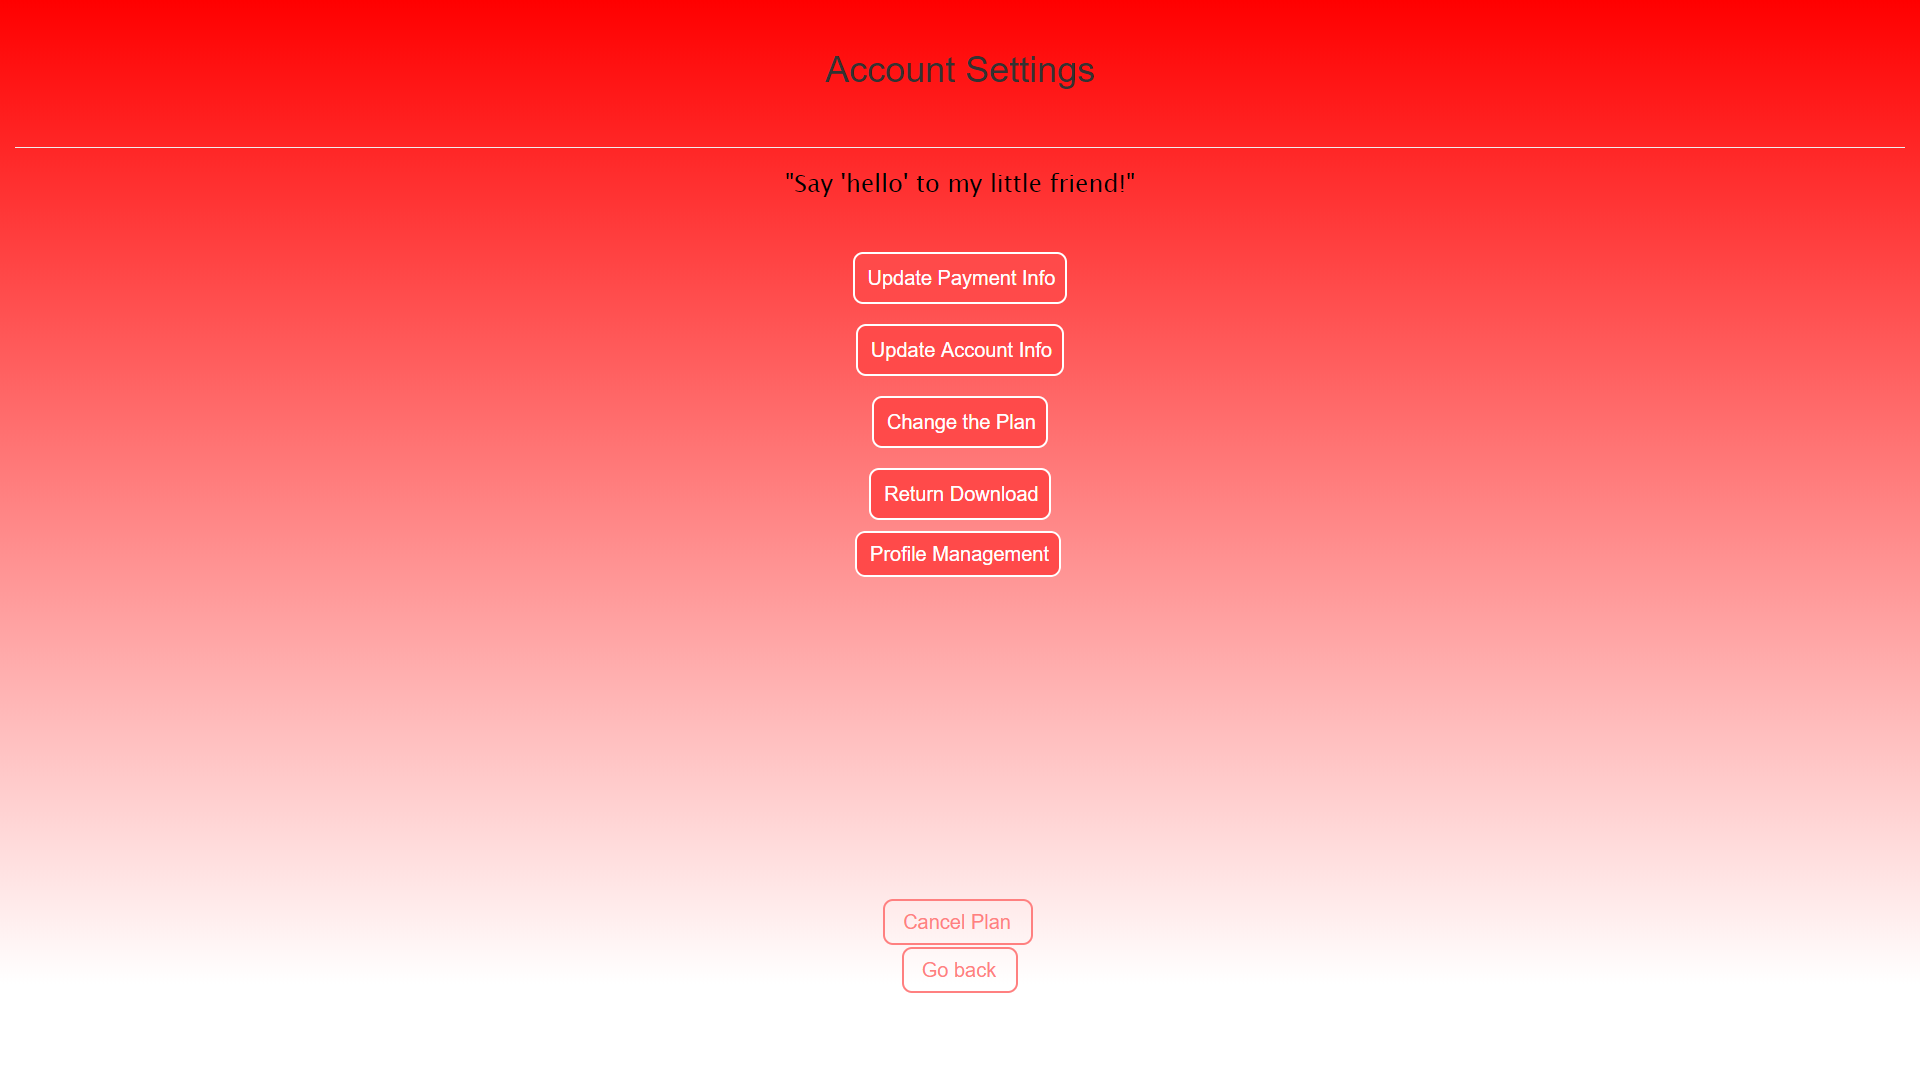 Account Settings
"Say 'hello' to my little friend!"
Update Payment Info
Update Account Info
Change the Plan
Return Download
Profile Management
Cancel Plan
Go back